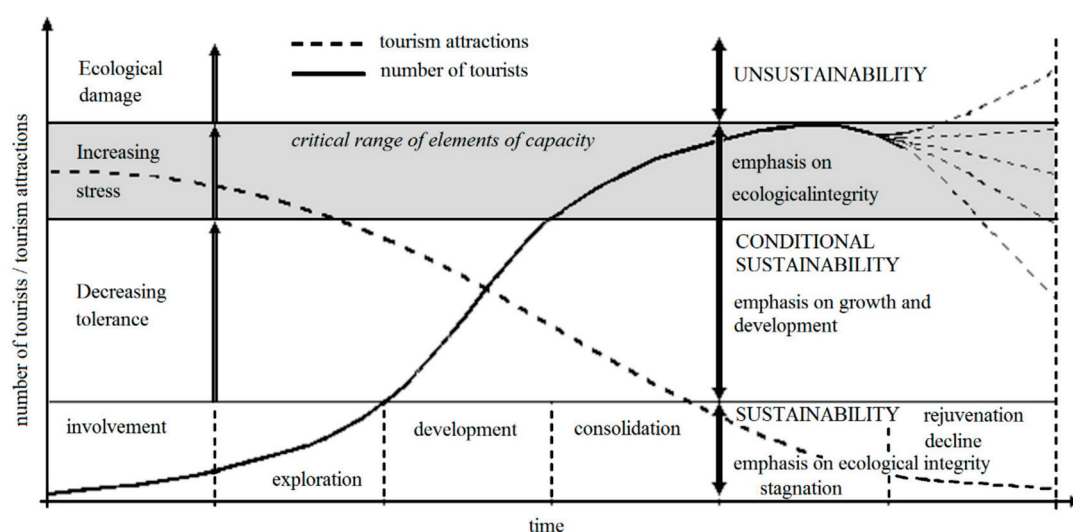 tourism attractions
number of tourists
Ecological
damage
UNSUSTAINABILITY
critical range of elements of capacity
Increasing
stress
emphasis on
ecologicalintegrity
CONDITIONAL
SUSTAINABILITY
Decreasing
tolerance
emphasis on growth and
development
number of tourists / tourism attractions
involvement
exploration
development
consolidation
SUSTAINABILITY
rejuvenation
decline
emphasis on ecological integrity
stagnation
time